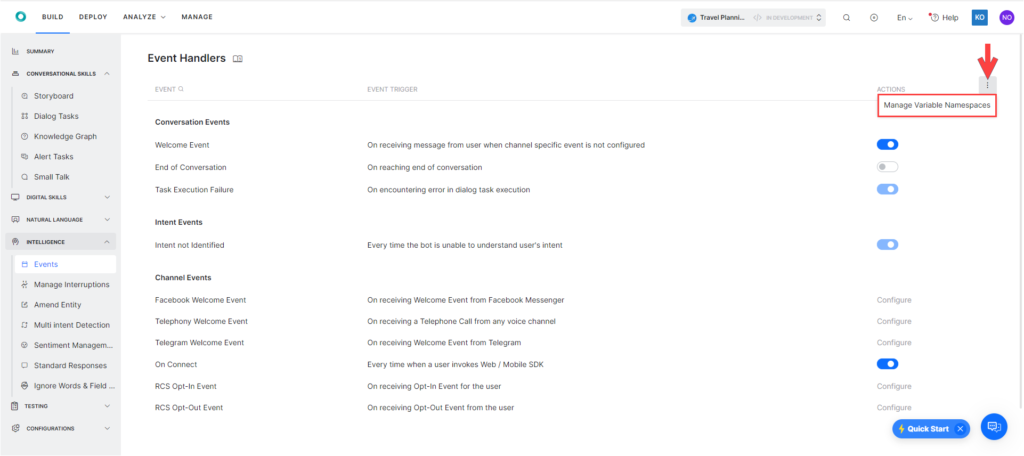 BUILD DEPLOY ANALYZE MANAGE Travel Planni... IN DEVELOPMENT En Help KO NO
SUMMARY
CONVERSATIONAL SKILLS
Storyboard
Dialog Tasks
Knowledge Graph
Alert Tasks
Small Talk
DIGITAL SKILLS
NATURAL LANGUAGE
INTELLIGENCE
Events
Manage Interruptions
Amend Entity
Multi intent Detection
Sentiment Managem...
Standard Responses
Ignore Words & Field ...
TESTING
CONFIGURATIONS
Event Handlers
EVENT EVENT TRIGGER ACTIONS
Manage Variable Namespaces
Conversation Events
Welcome Event On receiving message from user when channel specific event is not configured
End of Conversation On reaching end of conversation
Task Execution Failure On encountering error in dialog task execution
Intent Events
Intent not Identified Every time the bot is unable to understand user's intent
Channel Events
Facebook Welcome Event On receiving Welcome Event from Facebook Messenger Configure
Telephony Welcome Event On receiving a Telephone Call from any voice channel Configure
Telegram Welcome Event On receiving Welcome Event from Telegram Configure
On Connect Every time when a user invokes Web / Mobile SDK
RCS Opt-In Event On receiving Opt-In Event for the user Configure
RCS Opt-Out Event On receiving Opt-Out Event from the user Configure
Quick Start